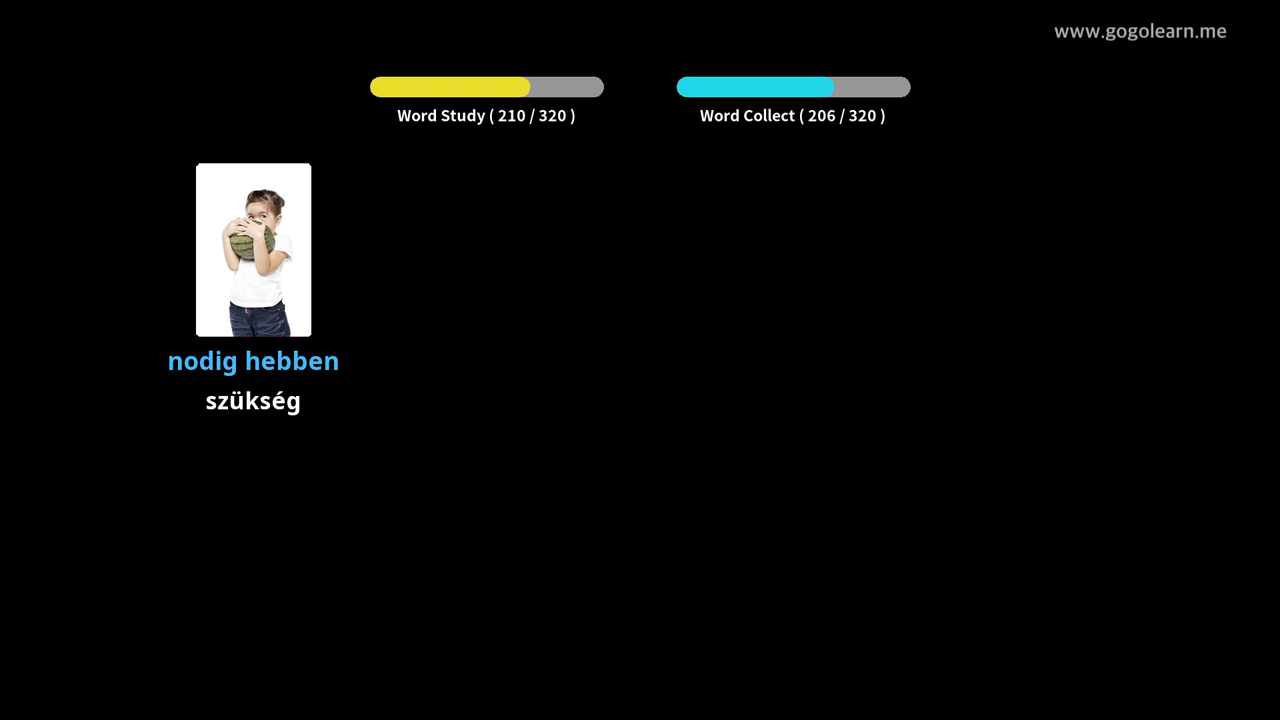 www.gogolearn.me
Word Study ( 210 / 320 )
Word Collect ( 206 / 320 )
nodig hebben
szükség